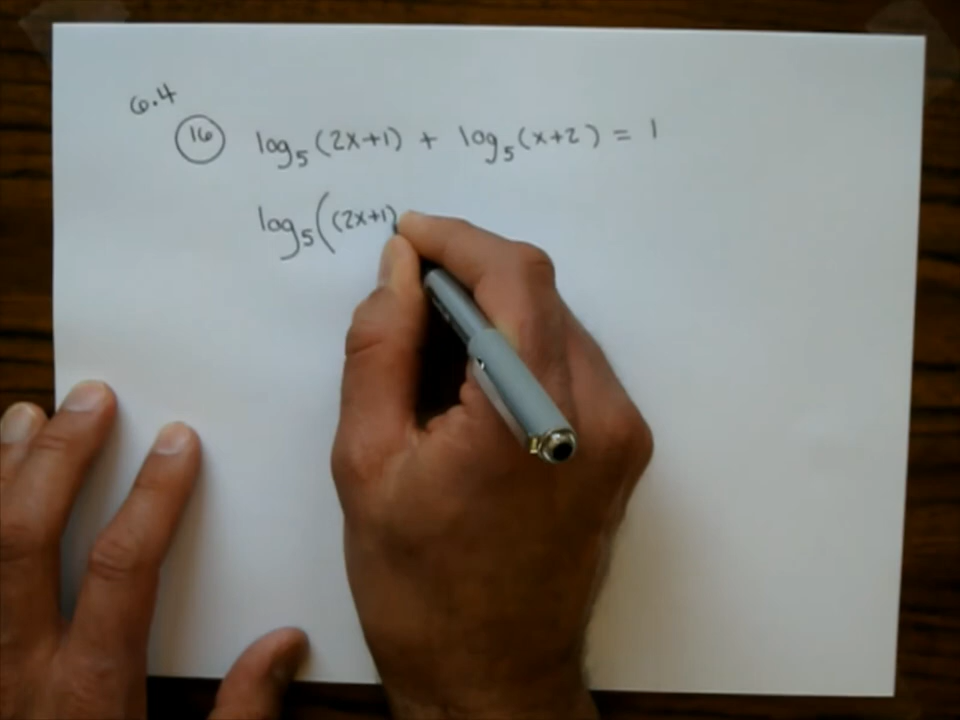 6.4
16 log₅(2x+1) + log₅(x+2) = 1
log₅((2x+1)